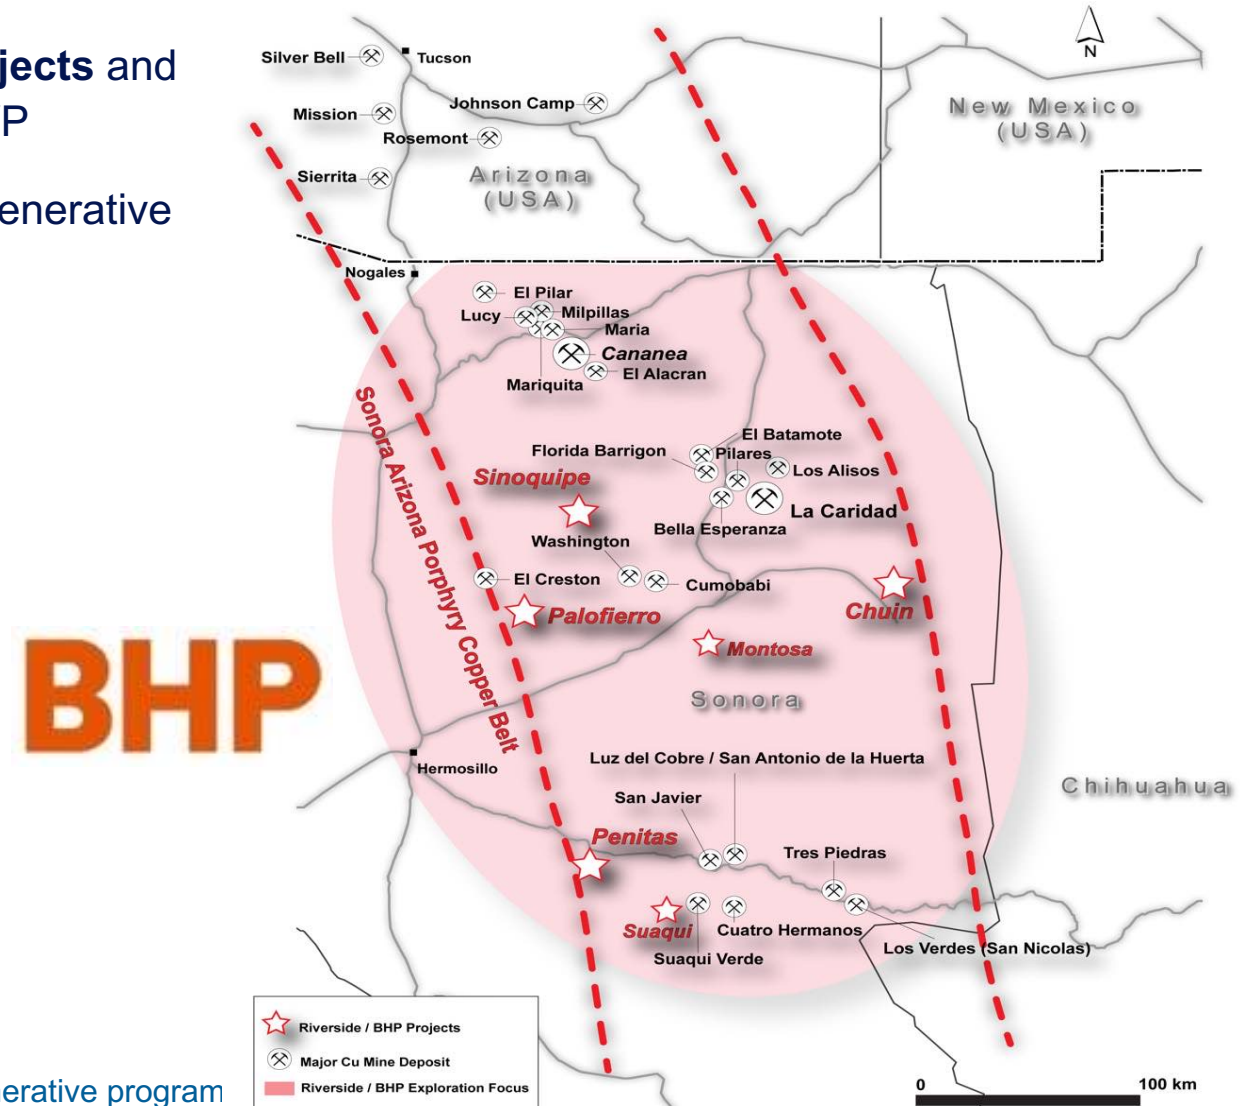 jects and
P
enerative
BHP
nerative program
N
Silver Bell
Tucson
Mission
Johnson Camp
Rosemont
Sierrita
Arizona
(USA)
New Mexico
(USA)
Nogales
El Pilar
Lucy
Milpillas
Maria
Cananea
El Alacran
Mariquita
Sonora Arizona Porphyry Copper Belt
El Batamote
Florida Barrigon
Pilares
Los Alisos
Sinoquipe
La Caridad
Bella Esperanza
Washington
El Creston
Cumobabi
Palofierro
Chuin
Montosa
Sonora
Hermosillo
Luz del Cobre / San Antonio de la Huerta
San Javier
Chihuahua
Penitas
Tres Piedras
Suaqui
Cuatro Hermanos
Suaqui Verde
Los Verdes (San Nicolas)
Riverside / BHP Projects
Major Cu Mine Deposit
Riverside / BHP Exploration Focus
0 100 km